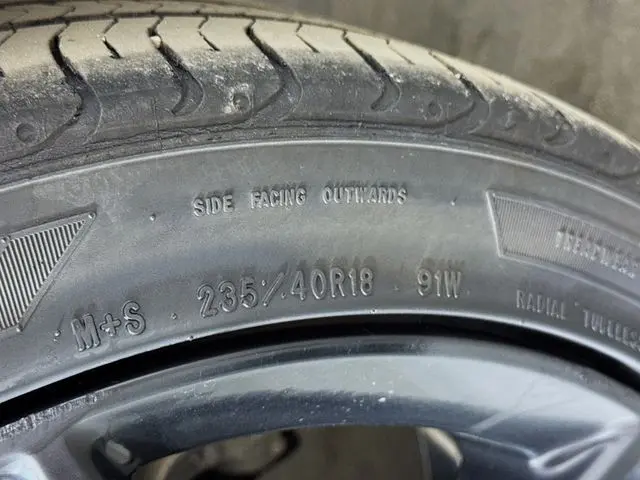 SIDE FACING OUTWARDS
M+S 235/40R18 91W
RADIAL TUBELESS